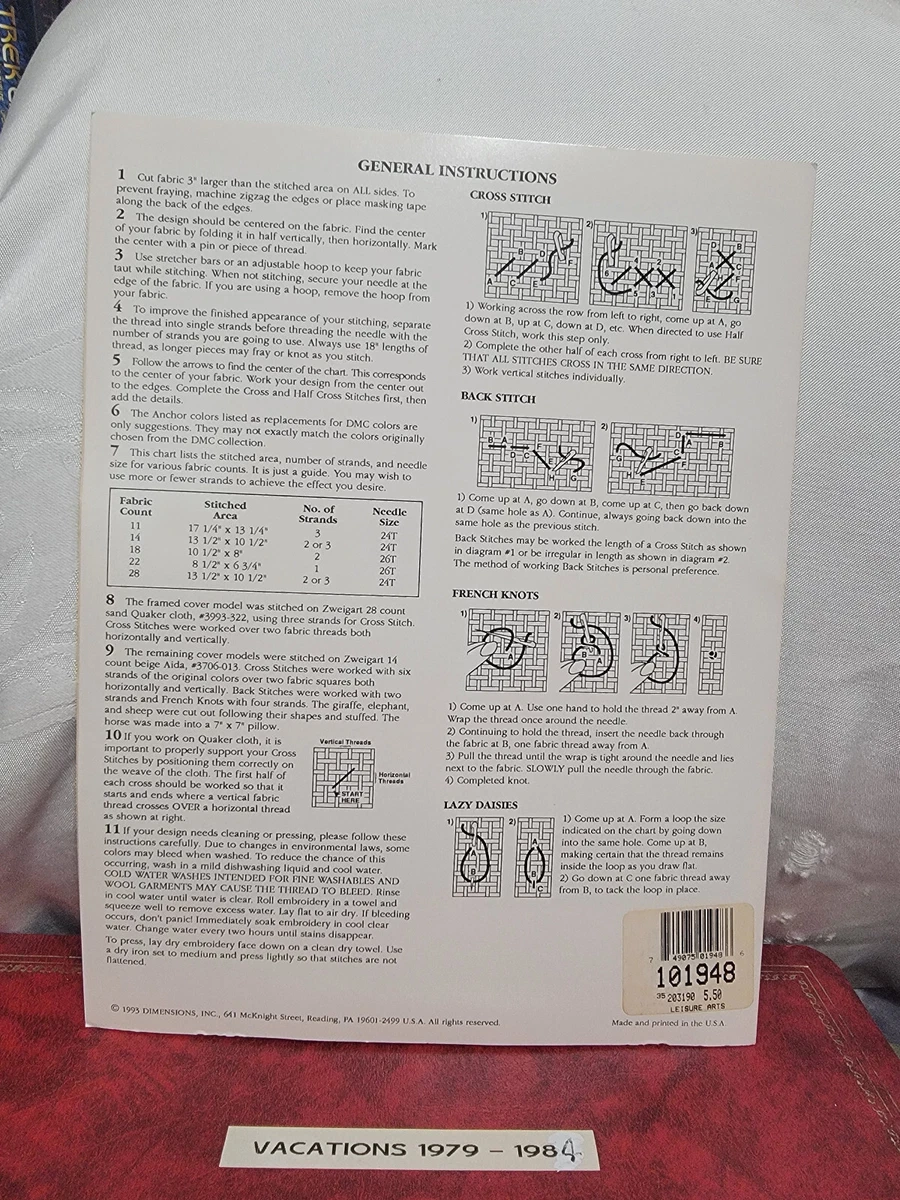 TREK
GENERAL INSTRUCTIONS
1 Cut fabric 3" larger than the stitched area on ALL sides. To
prevent fraying, machine zigzag the edges or place masking tape
along the back of the edges.
2 The design should be centered on the fabric. Find the center
of your fabric by folding it in half vertically, then horizontally. Mark
the center with a pin or piece of thread.
3 Use stretcher bars or an adjustable hoop to keep your fabric
taut while stitching. When not stitching, secure your needle at the
edge of the fabric. If you are using a hoop, remove the hoop from
your fabric.
4 To improve the finished appearance of your stitching, separate
the thread into single strands before threading the needle with the
number of strands you are going to use. Always use 18" lengths of
thread, as longer pieces may fray or knot as you stitch.
5 Follow the arrows to find the center of the chart. This corresponds
to the center of your fabric. Work your design from the center out
to the edges. Complete the Cross and Half Cross Stitches first, then
add the details.
6 The Anchor colors listed as replacements for DMC colors are
only suggestions. They may not exactly match the colors originally
chosen from the DMC collection.
7 This chart lists the stitched area, number of strands, and needle
size for various fabric counts. It is just a guide. You may wish to
use more or fewer strands to achieve the effect you desire.
Fabric Count Stitched Area No. of Strands Needle Size
11 17 1/4" x 13 1/4" 3 24T
14 13 1/2" x 10 1/2" 2 or 3 24T
18 10 1/2" x 8" 2 26T
22 8 1/2" x 6 3/4" 1 26T
28 13 1/2" x 10 1/2" 2 or 3 24T
8 The framed cover model was stitched on Zweigart 28 count
sand Quaker cloth, #3993-322, using three strands for Cross Stitch.
Cross Stitches were worked over two fabric threads both
horizontally and vertically.
9 The remaining cover models were stitched on Zweigart 14
count beige Aida, #3706-013. Cross Stitches were worked with six
strands of the original colors over two fabric squares both
horizontally and vertically. Back Stitches were worked with two
strands and French Knots with four strands. The giraffe, elephant,
and sheep were cut out following their shapes and stuffed. The
horse was made into a 7" x 7" pillow.
10 If you work on Quaker cloth, it is
important to properly support your Cross
Stitches by positioning them correctly on
the weave of the cloth. The first half of
each cross should be worked so that it
starts and ends where a vertical fabric
thread crosses OVER a horizontal thread
as shown at right.
Vertical Threads
Horizontal
Threads
START
HERE
11 If your design needs cleaning or pressing, please follow these
instructions carefully. Due to changes in environmental laws, some
colors may bleed when washed. To reduce the chance of this
occurring, wash in a mild dishwashing liquid and cool water.
COLD WATER WASHES INTENDED FOR FINE WASHABLES AND
WOOL GARMENTS MAY CAUSE THE THREAD TO BLEED. Rinse
in cool water until water is clear. Roll embroidery in a towel and
squeeze well to remove excess water. Lay flat to air dry. If bleeding
occurs, don't panic! Immediately soak embroidery in cool clear
water. Change water every two hours until stains disappear.
To press, lay dry embroidery face down on a clean dry towel. Use
a dry iron set to medium and press lightly so that stitches are not
flattened.
CROSS STITCH
1) 2) 3)
1) Working across the row from left to right, come up at A, go
down at B, up at C, down at D, etc. When directed to use Half
Cross Stitch, work this step only.
2) Complete the other half of each cross from right to left. BE SURE
THAT ALL STITCHES CROSS IN THE SAME DIRECTION.
3) Work vertical stitches individually.
BACK STITCH
1) 2)
1) Come up at A, go down at B, come up at C, then go back down
at D (same hole as A). Continue, always going back down into the
same hole as the previous stitch.
Back Stitches may be worked the length of a Cross Stitch as shown
in diagram #1 or be irregular in length as shown in diagram #2.
The method of working Back Stitches is personal preference.
FRENCH KNOTS
1) 2) 3) 4)
1) Come up at A. Use one hand to hold the thread 2" away from A.
Wrap the thread once around the needle.
2) Continuing to hold the thread, insert the needle back through
the fabric at B, one fabric thread away from A.
3) Pull the thread until the wrap is tight around the needle and lies
next to the fabric. SLOWLY pull the needle through the fabric.
4) Completed knot.
LAZY DAISIES
1) 2)
1) Come up at A. Form a loop the size
indicated on the chart by going down
into the same hole. Come up at B,
making certain that the thread remains
inside the loop as you draw flat.
2) Go down at C one fabric thread away
from B, to tack the loop in place.
7 49075 01948 6
101948
35 203190 5.50
LEISURE ARTS
© 1993 DIMENSIONS, INC., 641 McKnight Street, Reading, PA 19601-2499 U.S.A. All rights reserved.
Made and printed in the U.S.A.
VACATIONS 1979 - 1984